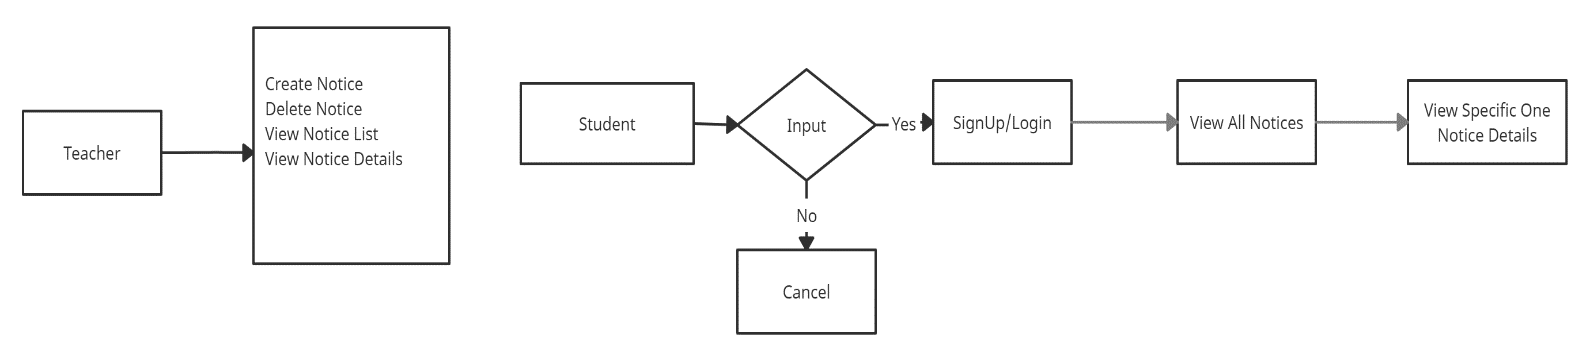 Teacher
Create Notice
Delete Notice
View Notice List
View Notice Details
Student
Input
Yes
SignUp/Login
View All Notices
View Specific One
Notice Details
No
Cancel